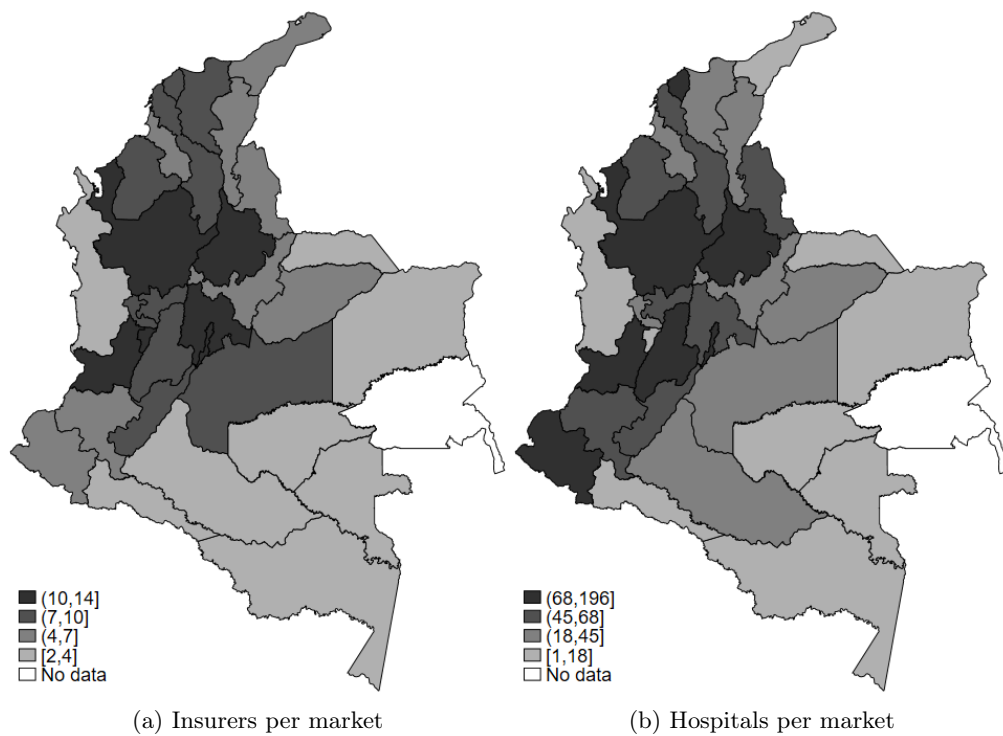 (10,14]
(7,10]
(4,7]
[2,4]
No data
(68,196]
(45,68]
(18,45]
[1,18]
No data
(a) Insurers per market
(b) Hospitals per market